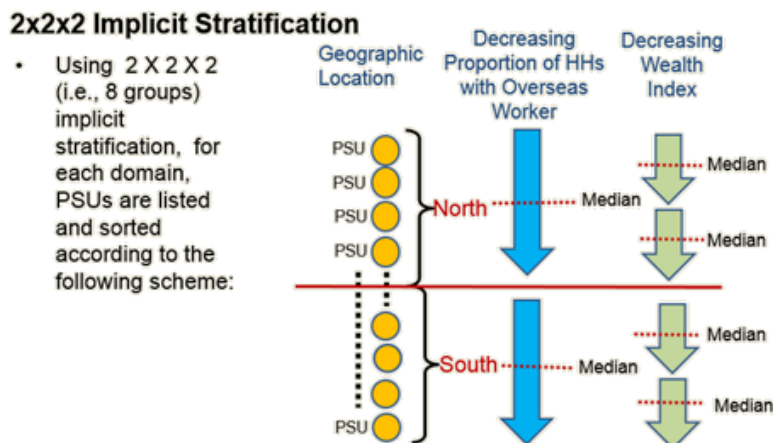 2x2x2 Implicit Stratification
• Using 2 X 2 X 2
(i.e., 8 groups)
implicit
stratification, for
each domain,
PSUs are listed
and sorted
according to the
following scheme:
Geographic
Location
Decreasing
Proportion of HHs
with Overseas
Worker
Decreasing
Wealth
Index
PSU
PSU
PSU
PSU
North
Median
Median
Median
South
Median
Median
Median
PSU